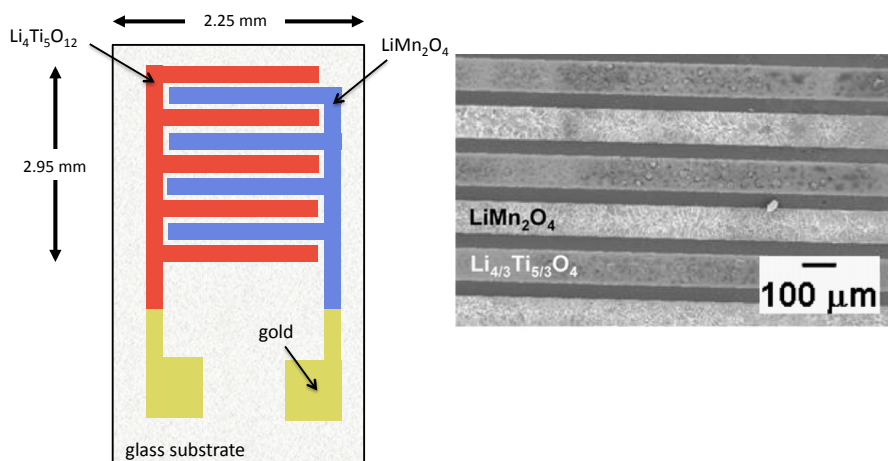 2.25 mm
Li₄Ti₅O₁₂
LiMn₂O₄
2.95 mm
gold
glass substrate
LiMn₂O₄
Li₄/₃Ti₅/₃O₄
100 μm